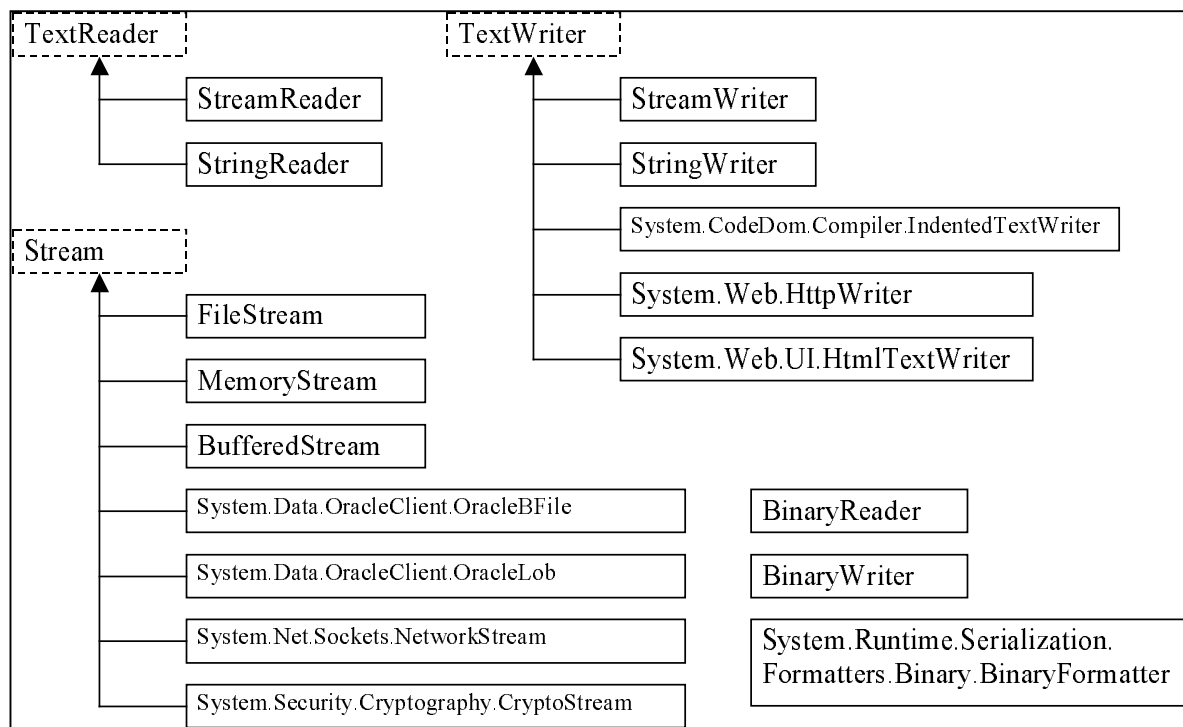 TextReader
StreamReader
StringReader
TextWriter
StreamWriter
StringWriter
System.CodeDom.Compiler.IndentedTextWriter
System.Web.HttpWriter
System.Web.UI.HtmlTextWriter
Stream
FileStream
MemoryStream
BufferedStream
System.Data.OracleClient.OracleBFile
System.Data.OracleClient.OracleLob
System.Net.Sockets.NetworkStream
System.Security.Cryptography.CryptoStream
BinaryReader
BinaryWriter
System.Runtime.Serialization.
Formatters.Binary.BinaryFormatter